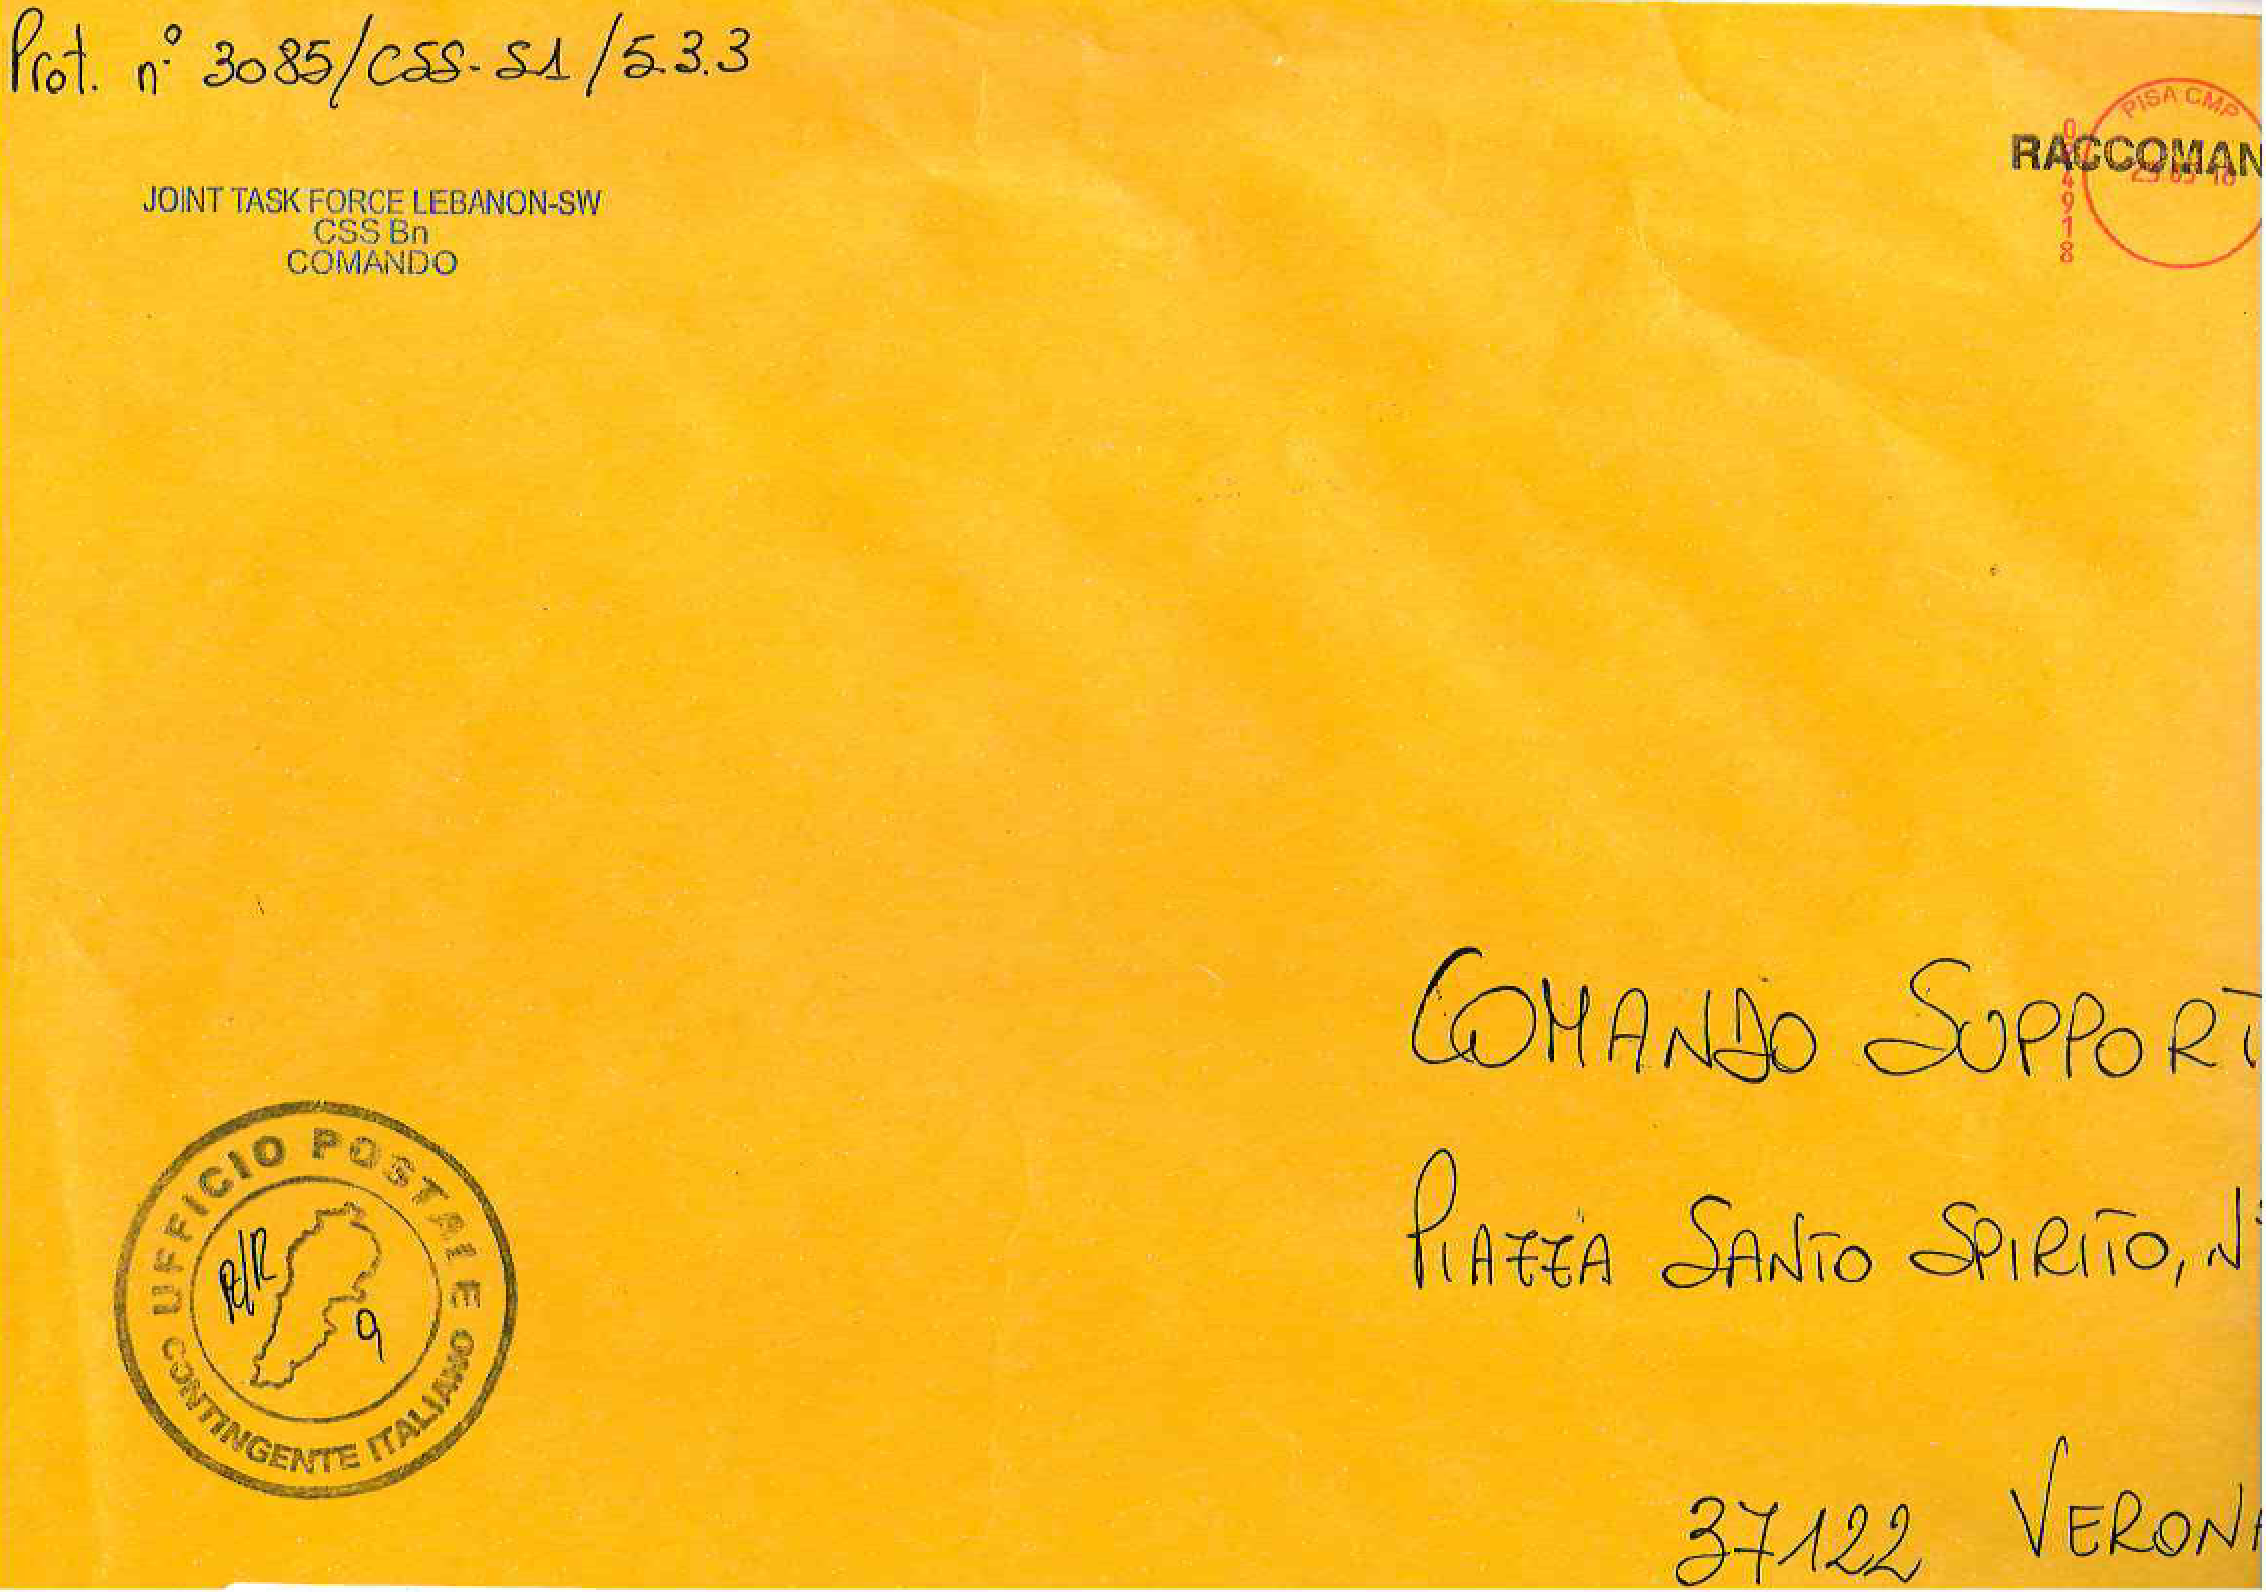 Prot. n° 3085/CSS-S1/5.3.3
JOINT TASK FORCE LEBANON-SW
CSS Bn
COMANDO
PISA CMP
RACCOMAN
COMANDO SUPPORT
PIAZZA SANTO SPIRITO, N°
37122 VERONA
UFFICIO POSTALE
R/R
9
CONTINGENTE ITALIANO